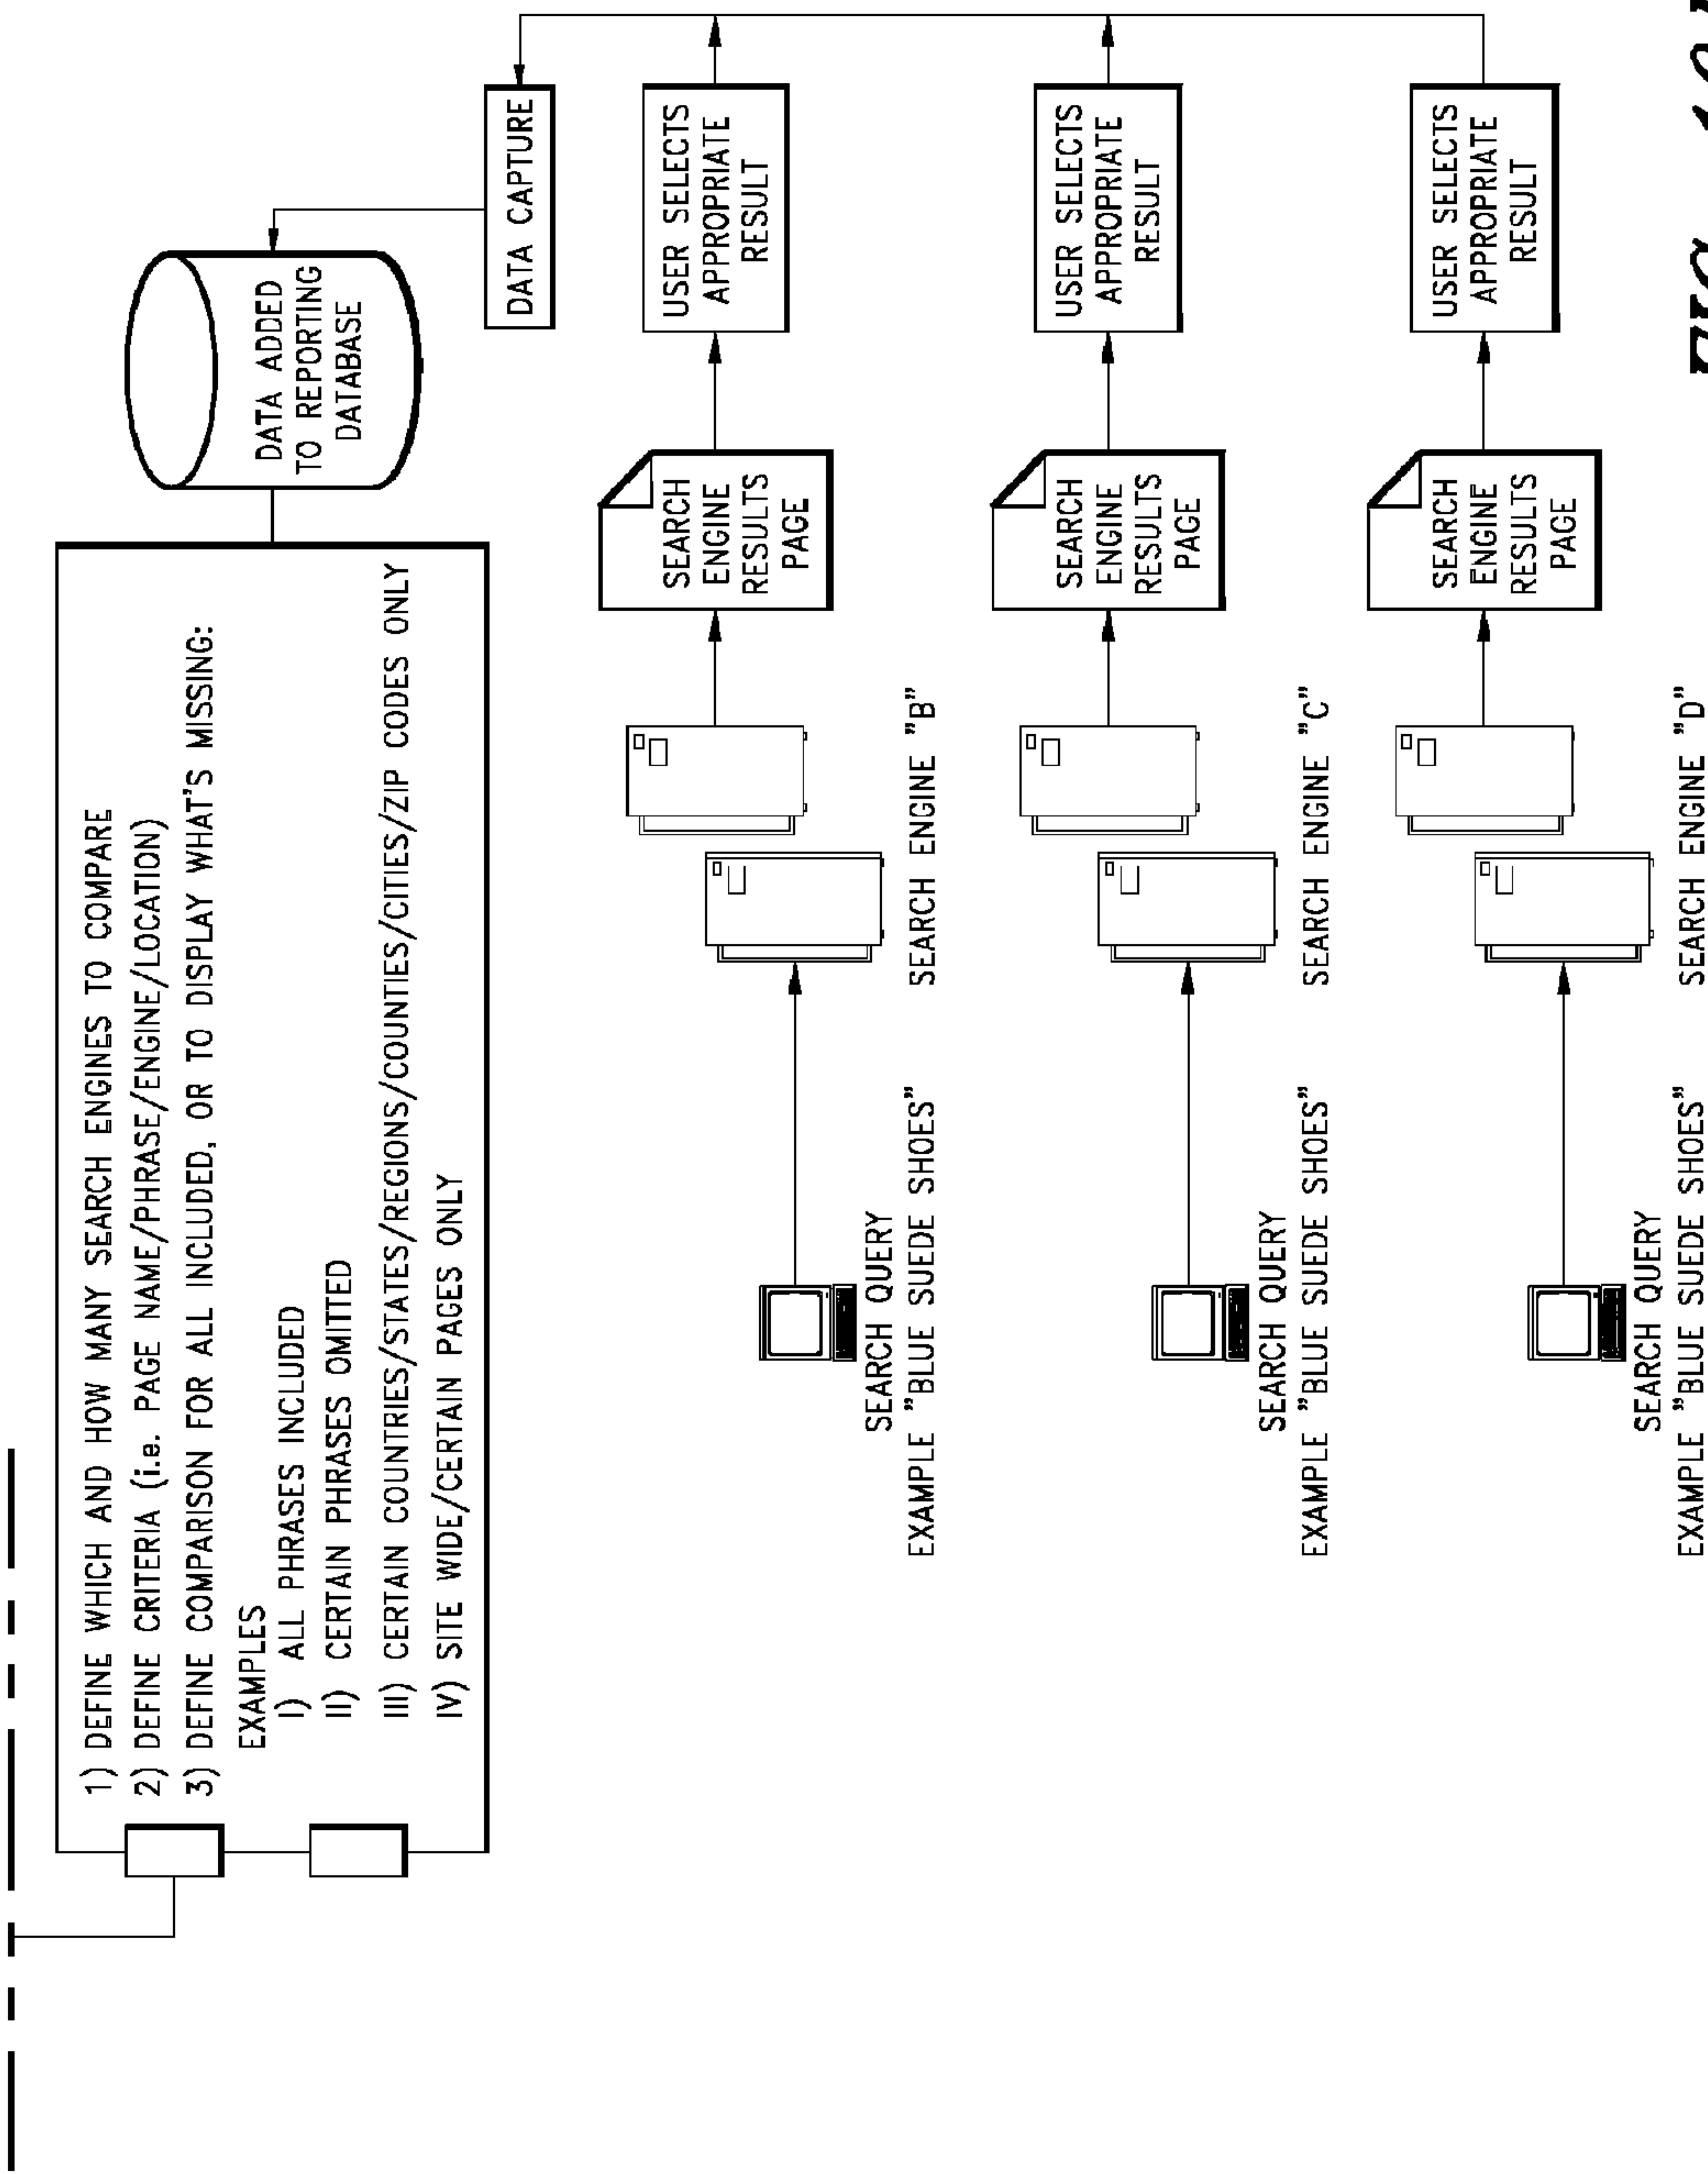 1) DEFINE WHICH AND HOW MANY SEARCH ENGINES TO COMPARE
2) DEFINE CRITERIA (i.e. PAGE NAME/PHRASE/ENGINE/LOCATION)
3) DEFINE COMPARISON FOR ALL INCLUDED, OR TO DISPLAY WHAT'S MISSING:
EXAMPLES
I) ALL PHRASES INCLUDED
II) CERTAIN PHRASES OMITTED
III) CERTAIN COUNTRIES/STATES/REGIONS/COUNTIES/CITIES/ZIP CODES ONLY
IV) SITE WIDE/CERTAIN PAGES ONLY
DATA ADDED
TO REPORTING
DATABASE
DATA CAPTURE
SEARCH QUERY
EXAMPLE "BLUE SUEDE SHOES"
SEARCH ENGINE "B"
SEARCH
ENGINE
RESULTS
PAGE
USER SELECTS
APPROPRIATE
RESULT
SEARCH QUERY
EXAMPLE "BLUE SUEDE SHOES"
SEARCH ENGINE "C"
SEARCH
ENGINE
RESULTS
PAGE
USER SELECTS
APPROPRIATE
RESULT
SEARCH QUERY
EXAMPLE "BLUE SUEDE SHOES"
SEARCH ENGINE "D"
SEARCH
ENGINE
RESULTS
PAGE
USER SELECTS
APPROPRIATE
RESULT